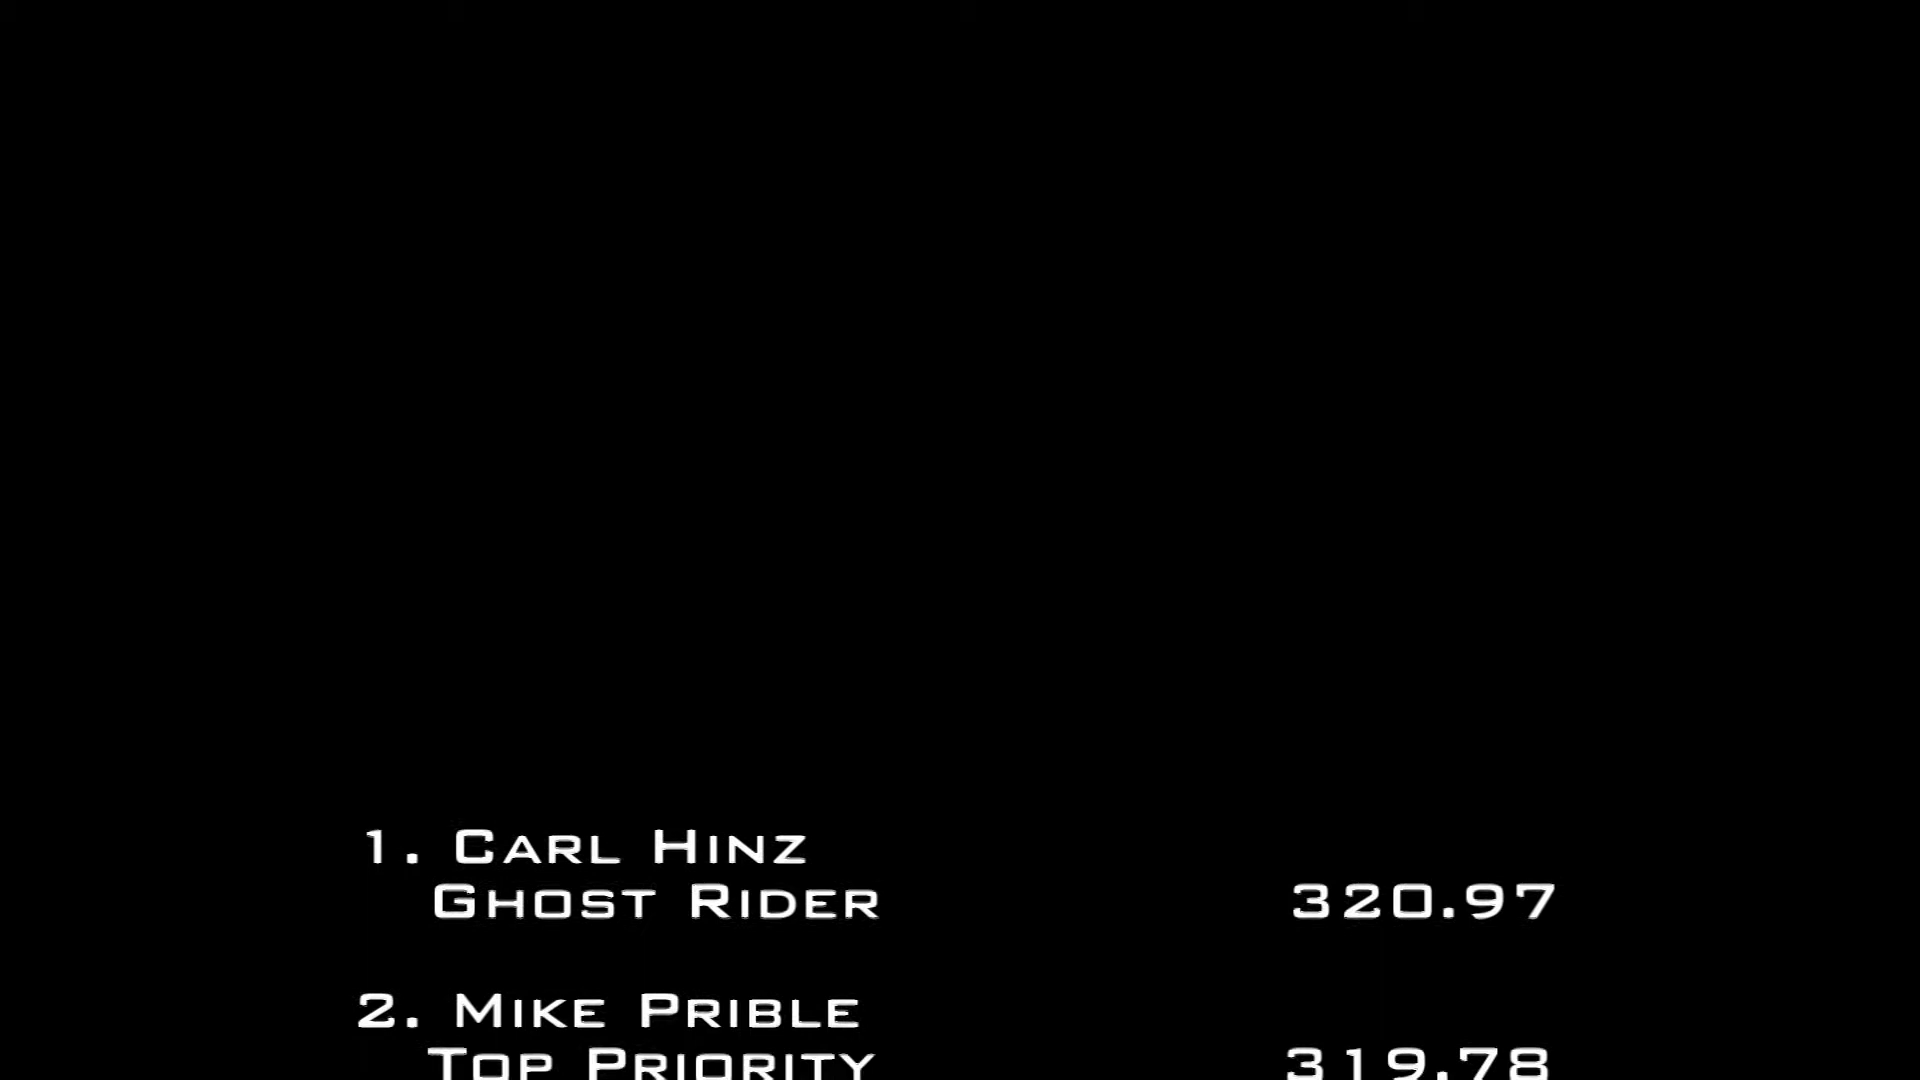 1. Carl Hinz
Ghost Rider 320.97
2. Mike Prible
Top Priority 319.78